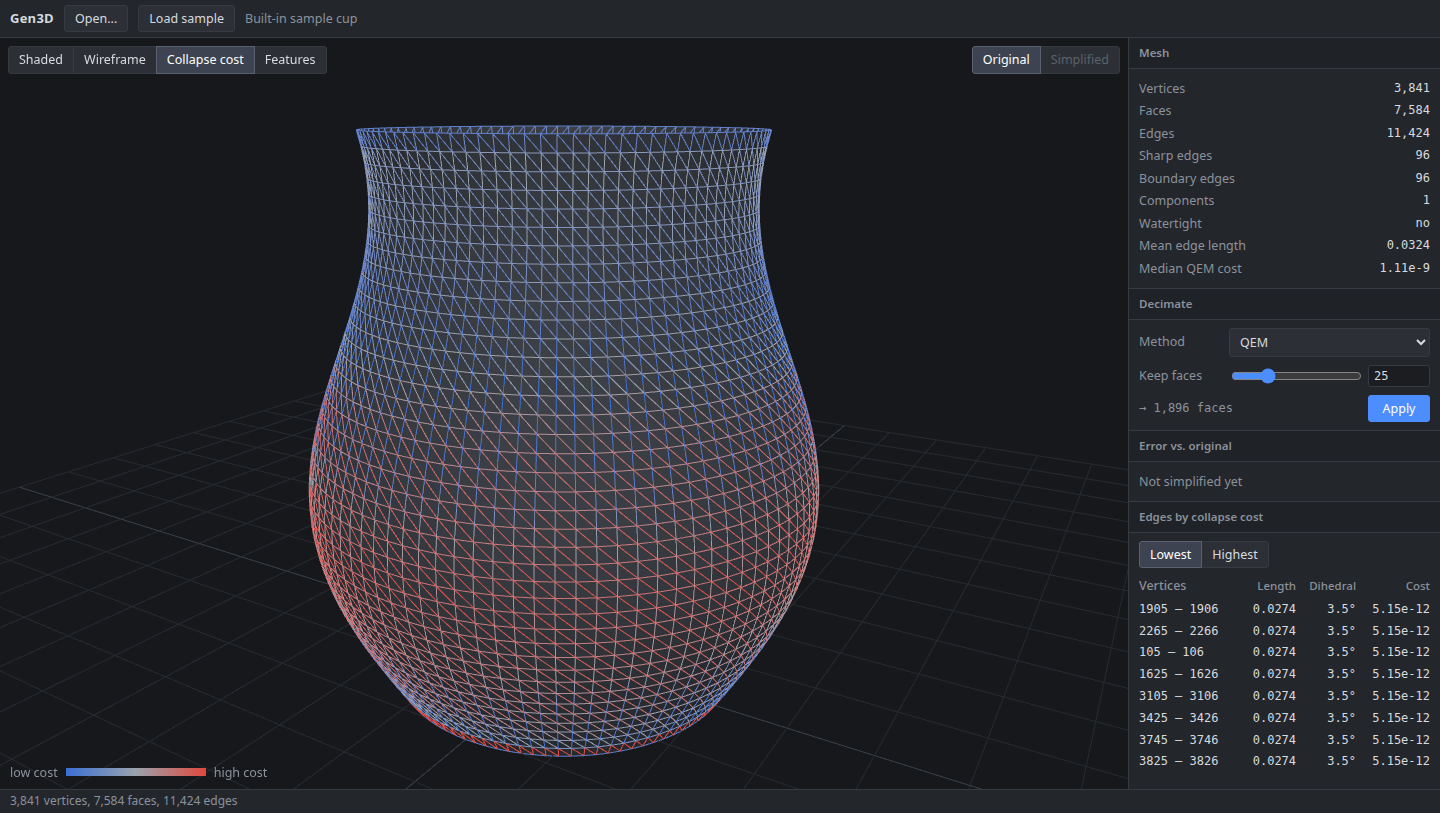 Gen3D Open... Load sample Built-in sample cup
Shaded Wireframe Collapse cost Features Original Simplified
low cost high cost
Mesh
Vertices 3,841
Faces 7,584
Edges 11,424
Sharp edges 96
Boundary edges 96
Components 1
Watertight no
Mean edge length 0.0324
Median QEM cost 1.11e-9
Decimate
Method QEM
Keep faces 25
→ 1,896 faces Apply
Error vs. original
Not simplified yet
Edges by collapse cost
Lowest Highest
Vertices Length Dihedral Cost
1905 – 1906 0.0274 3.5° 5.15e-12
2265 – 2266 0.0274 3.5° 5.15e-12
105 – 106 0.0274 3.5° 5.15e-12
1625 – 1626 0.0274 3.5° 5.15e-12
3105 – 3106 0.0274 3.5° 5.15e-12
3425 – 3426 0.0274 3.5° 5.15e-12
3745 – 3746 0.0274 3.5° 5.15e-12
3825 – 3826 0.0274 3.5° 5.15e-12
3,841 vertices, 7,584 faces, 11,424 edges